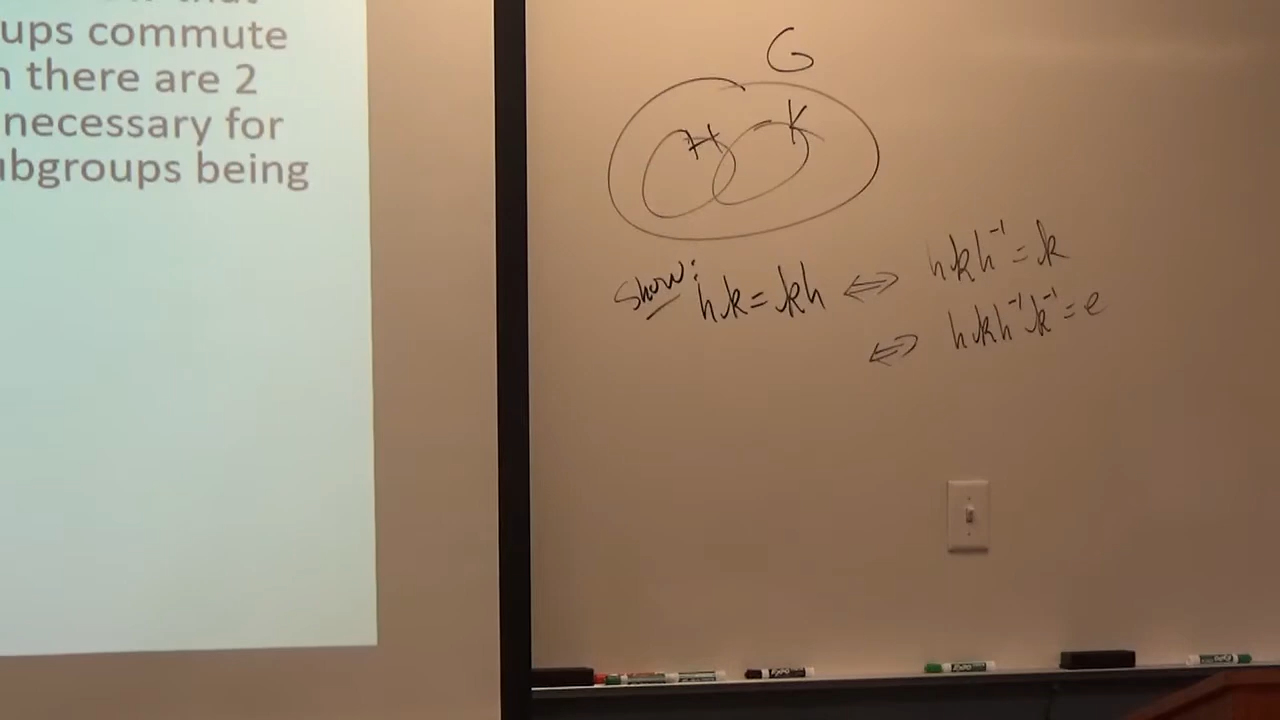 ups commute
there are 2
necessary for
ubgroups being
G
H K
Show: hk = kh ⟺ hkh⁻¹ = k
⟺ hkh⁻¹k⁻¹ = e